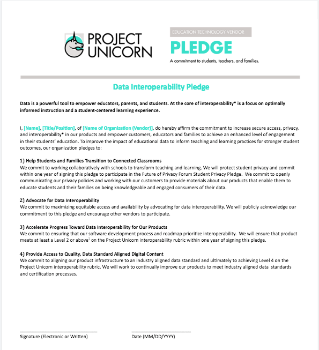 PROJECT
UNICORN
EDUCATION TECHNOLOGY VENDOR
PLEDGE
A commitment to students, teachers, and families.
Data Interoperability Pledge
Data is a powerful tool to empower educators, parents, and students. At the core of interoperability* is a focus on optimally
informed instruction and a student-centered learning experience.
I, [Name], [Title/Position], of [Name of Organization (Vendor)], do hereby affirm the commitment to increase secure access, privacy,
and interoperability* in our products and empower customers, educators and families to achieve an enhanced level of engagement
in their students' education. To improve the impact of educational data to inform teaching and learning practices for stronger student
outcomes, our organization pledges to:
1) Help Students and Families Transition to Connected Classrooms
We commit to working collaboratively with schools to transform teaching and learning. We will protect student privacy and commit
within one year of signing this pledge to participate in the Future of Privacy Forum Student Privacy Pledge. We commit to openly
communicating our privacy policies and working with our customers to provide materials about our products that enable them to
educate students and their families on being knowledgeable and engaged consumers of their data.
2) Advocate for Data Interoperability
We commit to maximizing equitable access and availability by advocating for data interoperability. We will publicly acknowledge our
commitment to this pledge and encourage other vendors to participate.
3) Accelerate Progress Toward Data Interoperability for Our Products
We commit to ensuring that our software development process and roadmap prioritize interoperability. We will ensure that product
meets at least a Level 2 or above* on the Project Unicorn Interoperability rubric within one year of signing this pledge.
4) Provide Access to Quality, Data Standard Aligned Digital Content
We commit to aligning our product infrastructure to an industry aligned data standard and ultimately to achieving Level 4 on the
Project Unicorn Interoperability rubric. We will work to continually improve our products to meet industry aligned data standards
and certification processes.
Signature (Electronic or Written)
Date (MM/DD/YYYY)